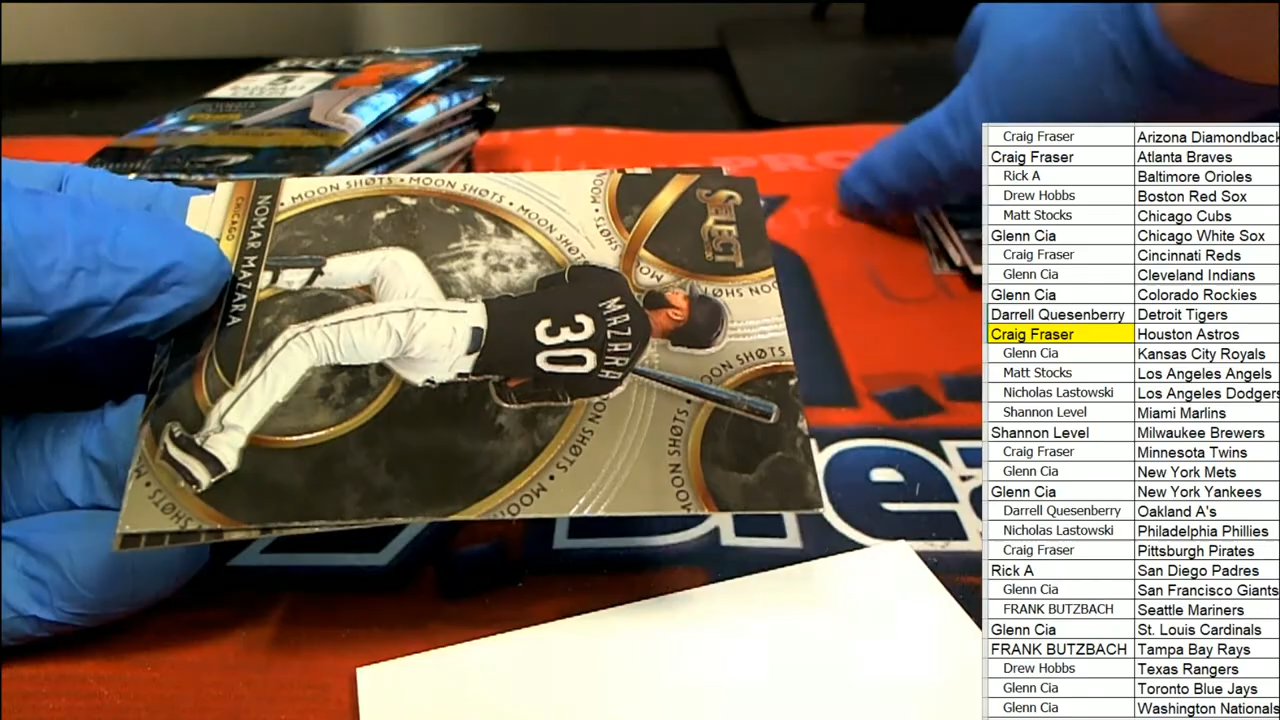 SELECT
MOON SHØTS • MOON SHØTS • MOON SHØTS
MOON SHØTS
CHICAGO
NOMAR MAZARA
MAZARA
30
Craig Fraser Arizona Diamondback
Craig Fraser Atlanta Braves
Rick A Baltimore Orioles
Drew Hobbs Boston Red Sox
Matt Stocks Chicago Cubs
Glenn Cia Chicago White Sox
Craig Fraser Cincinnati Reds
Glenn Cia Cleveland Indians
Glenn Cia Colorado Rockies
Darrell Quesenberry Detroit Tigers
Craig Fraser Houston Astros
Glenn Cia Kansas City Royals
Matt Stocks Los Angeles Angels
Nicholas Lastowski Los Angeles Dodgers
Shannon Level Miami Marlins
Shannon Level Milwaukee Brewers
Craig Fraser Minnesota Twins
Glenn Cia New York Mets
Glenn Cia New York Yankees
Darrell Quesenberry Oakland A's
Nicholas Lastowski Philadelphia Phillies
Craig Fraser Pittsburgh Pirates
Rick A San Diego Padres
Glenn Cia San Francisco Giants
FRANK BUTZBACH Seattle Mariners
Glenn Cia St. Louis Cardinals
FRANK BUTZBACH Tampa Bay Rays
Drew Hobbs Texas Rangers
Glenn Cia Toronto Blue Jays
Glenn Cia Washington Nationals